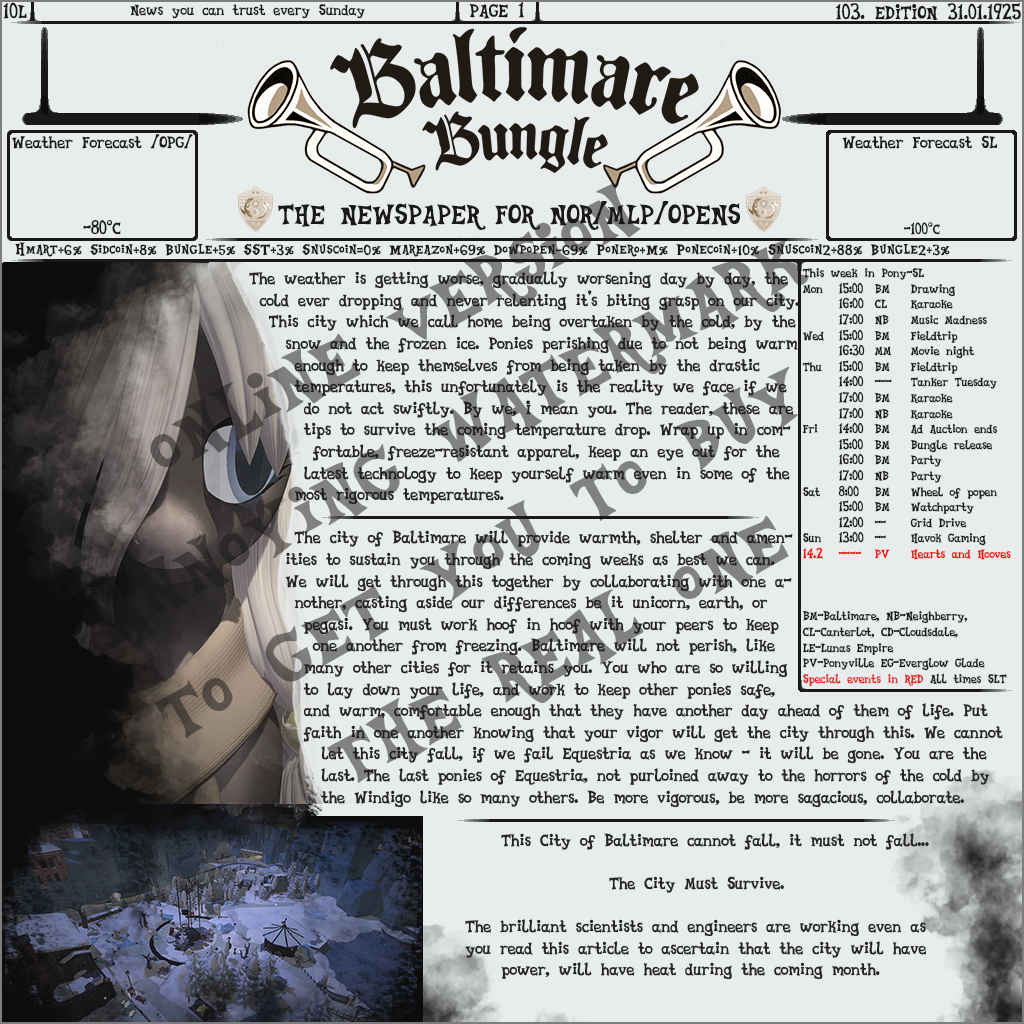 10L News you can trust every Sunday PAGE 1 103. EDITION 31.01.1925
Baltimare
Bungle
THE NEWSPAPER FOR NOR/MLP/OPENS
Weather Forecast /OPG/
-80°C
Weather Forecast SL
-100°C
HMART+6% SIDCOIN+8% BUNGLE+5% SST+3% SNUSCOIN=0% MAREAZON+69% DOWPOPEN-69% PONERO+M% PONECOIN+10% SNUSCOIN2+88% BUNGLE2+3%
The weather is getting worse, gradually worsening day by day, the
cold ever dropping and never relenting it's biting grasp on our city.
This city which we call home being overtaken by the cold, by the
snow and the frozen ice. Ponies perishing due to not being warm
enough to keep themselves from being taken by the drastic
temperatures, this unfortunately is the reality we face if we
do not act swiftly. By we, i mean you. The reader, these are
tips to survive the coming temperature drop. Wrap up in com-
fortable, freeze-resistant apparel, keep an eye out for the
latest technology to keep yourself warm even in some of the
most rigorous temperatures.
The city of Baltimare will provide warmth, shelter and amen-
ities to sustain you through the coming weeks as best we can.
We will get through this together by collaborating with one a-
nother, casting aside our differences be it unicorn, earth, or
pegasi. You must work hoof in hoof with your peers to keep
one another from freezing. Baltimare will not perish, like
many other cities for it retains you. You who are so willing
to lay down your life, and work to keep other ponies safe,
and warm, comfortable enough that they have another day ahead of them of life. Put
faith in one another knowing that your vigor will get the city through this. We cannot
let this city fall, if we fail Equestria as we know - it will be gone. You are the
last. The last ponies of Equestria, not purloined away to the horrors of the cold by
the Windigo like so many others. Be more vigorous, be more sagacious, collaborate.
This City of Baltimare cannot fall, it must not fall...
The City Must Survive.
The brilliant scientists and engineers are working even as
you read this article to ascertain that the city will have
power, will have heat during the coming month.
This week in Pony-SL
Mon 15:00 BM Drawing
16:00 CL Karaoke
17:00 NB Music Madness
Wed 15:00 BM Fieldtrip
16:30 MM Movie night
Thu 15:00 BM Fieldtrip
14:00 --- Tanker Tuesday
17:00 BM Karaoke
17:00 NB Karaoke
Fri 14:00 BM Ad Auction ends
15:00 BM Bungle release
16:00 BM Party
17:00 NB Party
Sat 8:00 BM Wheel of popen
15:00 BM Watchparty
12:00 -- Grid Drive
Sun 13:00 -- Havok Gaming
14.2 ---- PV Hearts and Hooves
BM-Baltimare, NB-Neighberry,
CL-Canterlot, CD-Cloudsdale,
LE-Lunas Empire
PV-Ponyville EG-Everglow Glade
Special events in RED All times SLT
ONLINE VERSION
ANNOYING WATERMARK
TO GET YOU TO BUY
THE REAL ONE